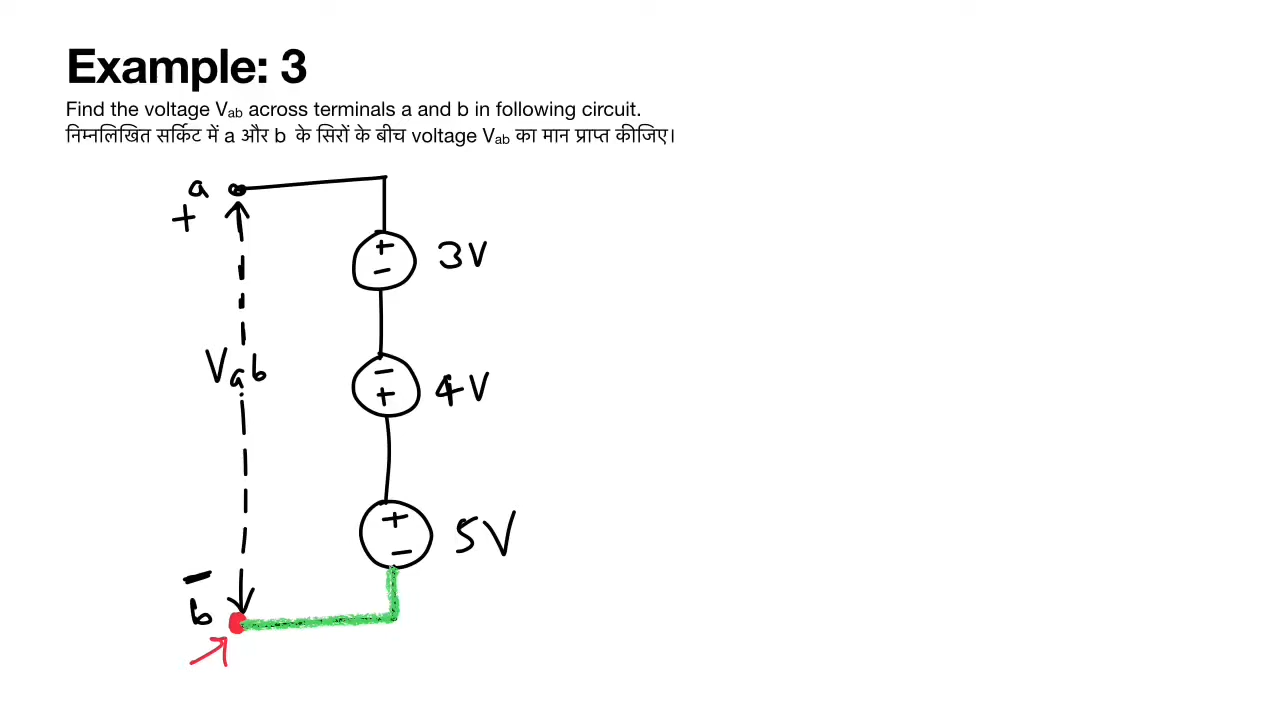 Example: 3
Find the voltage Vab across terminals a and b in following circuit.
निम्नलिखित सर्किट में a और b के सिरों के बीच voltage Vab का मान प्राप्त कीजिए।
a
+
+
-
3V
Vab
-
+
4V
+
-
5V
-
b